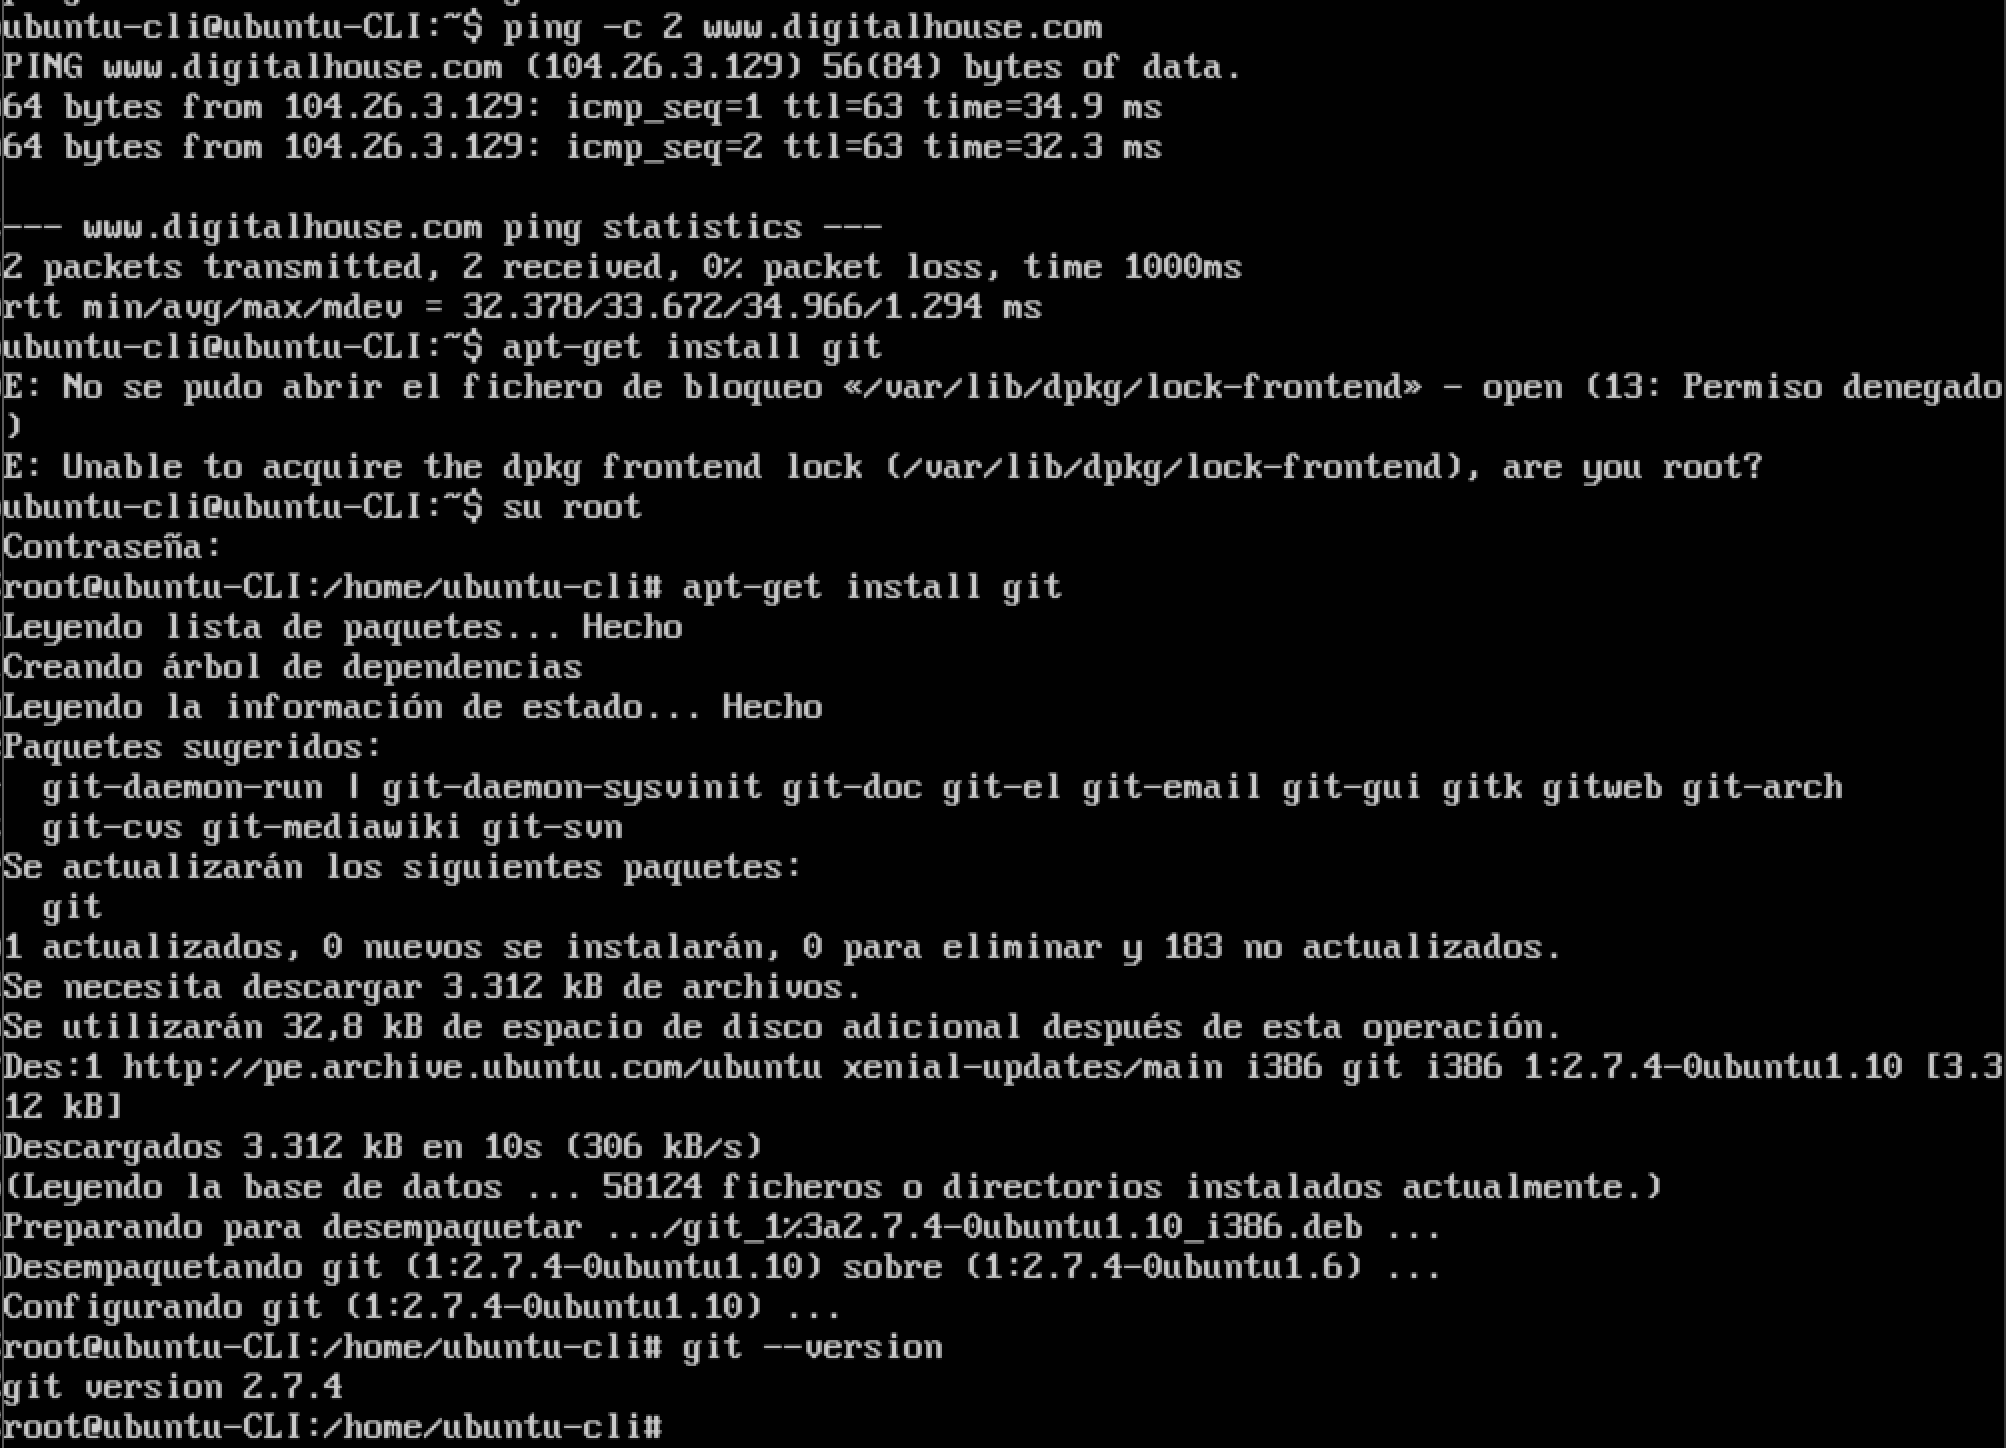 ubuntu-cli@ubuntu-CLI:~$ ping -c 2 www.digitalhouse.com
PING www.digitalhouse.com (104.26.3.129) 56(84) bytes of data.
64 bytes from 104.26.3.129: icmp_seq=1 ttl=63 time=34.9 ms
64 bytes from 104.26.3.129: icmp_seq=2 ttl=63 time=32.3 ms
--- www.digitalhouse.com ping statistics ---
2 packets transmitted, 2 received, 0% packet loss, time 1000ms
rtt min/avg/max/mdev = 32.378/33.672/34.966/1.294 ms
ubuntu-cli@ubuntu-CLI:~$ apt-get install git
E: No se pudo abrir el fichero de bloqueo «/var/lib/dpkg/lock-frontend» - open (13: Permiso denegado
)
E: Unable to acquire the dpkg frontend lock (/var/lib/dpkg/lock-frontend), are you root?
ubuntu-cli@ubuntu-CLI:~$ su root
Contraseña:
root@ubuntu-CLI:/home/ubuntu-cli# apt-get install git
Leyendo lista de paquetes... Hecho
Creando árbol de dependencias
Leyendo la información de estado... Hecho
Paquetes sugeridos:
  git-daemon-run | git-daemon-sysvinit git-doc git-el git-email git-gui gitk gitweb git-arch
  git-cvs git-mediawiki git-svn
Se actualizarán los siguientes paquetes:
  git
1 actualizados, 0 nuevos se instalarán, 0 para eliminar y 183 no actualizados.
Se necesita descargar 3.312 kB de archivos.
Se utilizarán 32,8 kB de espacio de disco adicional después de esta operación.
Des:1 http://pe.archive.ubuntu.com/ubuntu xenial-updates/main i386 git i386 1:2.7.4-0ubuntu1.10 [3.3
12 kB]
Descargados 3.312 kB en 10s (306 kB/s)
(Leyendo la base de datos ... 58124 ficheros o directorios instalados actualmente.)
Preparando para desempaquetar .../git_1%3a2.7.4-0ubuntu1.10_i386.deb ...
Desempaquetando git (1:2.7.4-0ubuntu1.10) sobre (1:2.7.4-0ubuntu1.6) ...
Configurando git (1:2.7.4-0ubuntu1.10) ...
root@ubuntu-CLI:/home/ubuntu-cli# git --version
git version 2.7.4
root@ubuntu-CLI:/home/ubuntu-cli#